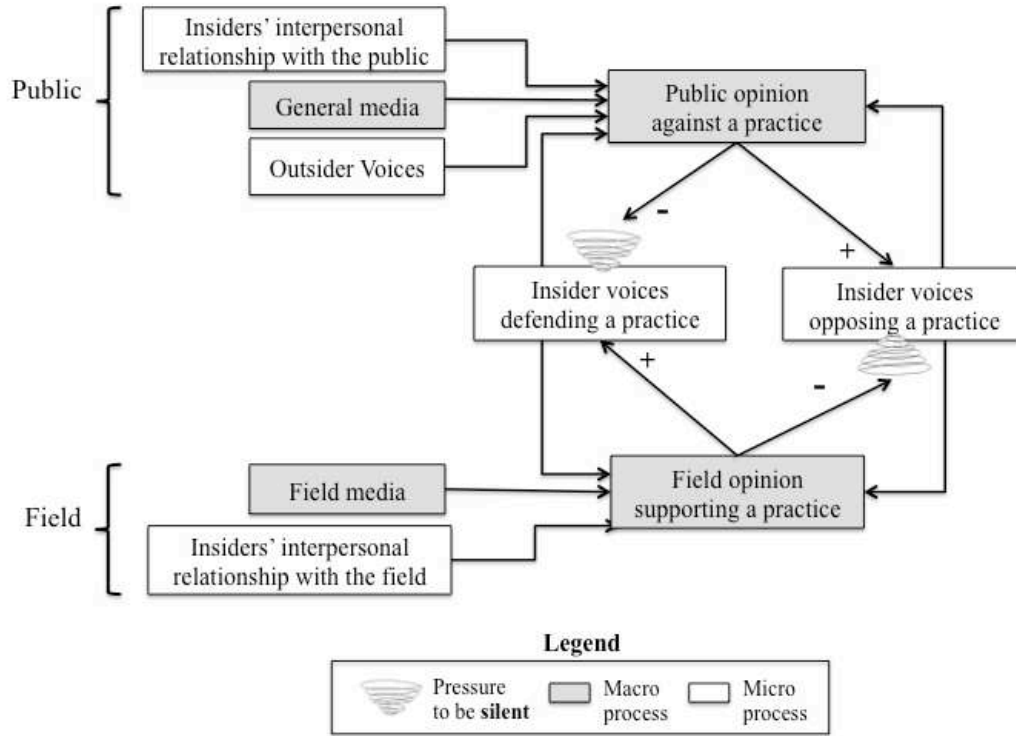 Insiders' interpersonal
relationship with the public
Public
General media
Outsider Voices
Public opinion
against a practice
-
+
Insider voices
defending a practice
Insider voices
opposing a practice
+
-
Field
Field media
Insiders' interpersonal
relationship with the field
Field opinion
supporting a practice
Legend
Pressure
to be silent
Macro
process
Micro
process